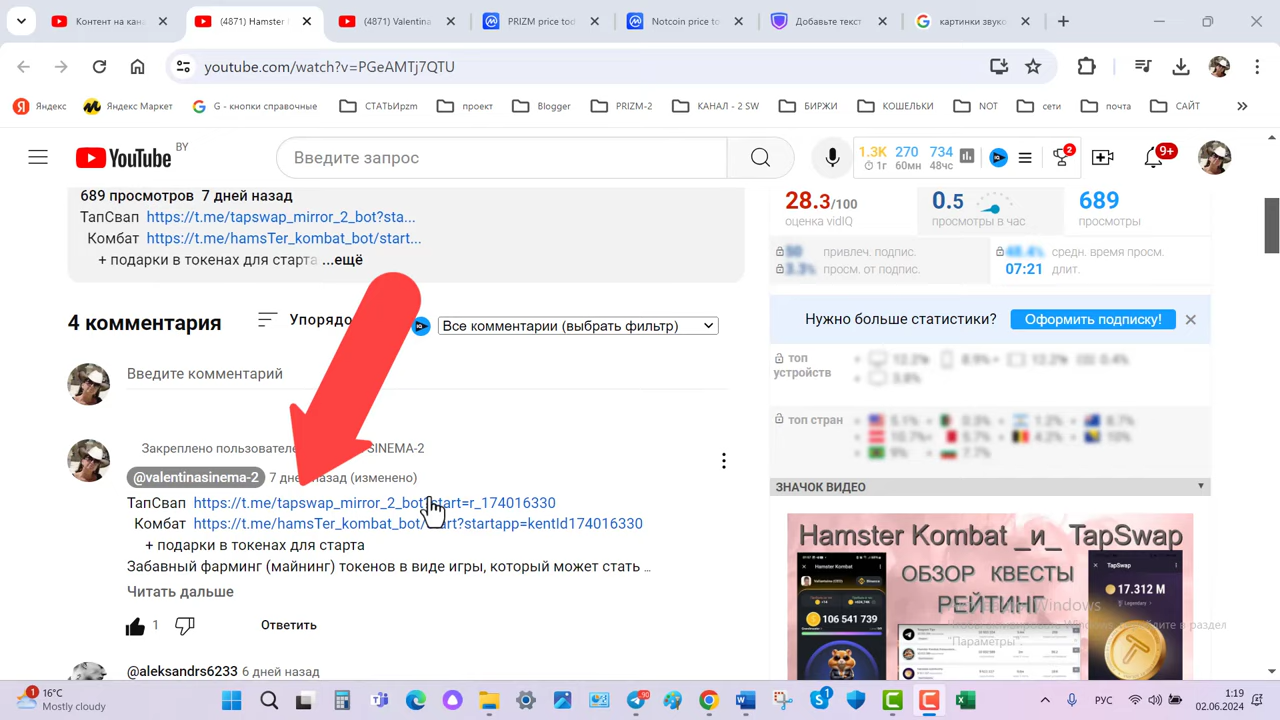 Контент на кана
(4871) Hamster
(4871) Valentina
PRIZM price tod
Notcoin price to
Добавьте текст
картинки звуко
youtube.com/watch?v=PGeAMTj7QTU
Яндекс
Яндекс Маркет
G - кнопки справочные
СТАТЬИpzm
проект
Blogger
PRIZM-2
КАНАЛ - 2 SW
БИРЖИ
КОШЕЛЬКИ
NOT
сети
почта
САЙТ
YouTube BY
Введите запрос
1.3K 270 734
1г 60мн 48чс
2
9+
689 просмотров 7 дней назад
ТапСвап https://t.me/tapswap_mirror_2_bot?sta...
Комбат https://t.me/hamsTer_kombat_bot/start...
+ подарки в токенах для старта ...ещё
4 комментария
Упорядо
Все комментарии (выбрать фильтр)
Введите комментарий
Закреплено пользователе SINEMA-2
@valentinasinema-2 7 дне назад (изменено)
ТапСвап https://t.me/tapswap_mirror_2_bot?start=r_174016330
Комбат https://t.me/hamsTer_kombat_bot/start?startapp=kentId174016330
+ подарки в токенах для старта
Забавный фарминг (майнинг) токенов в виде игры, который может стать ...
Читать дальше
1
Ответить
@aleksandrs6233 6 дней назад
28.3/100
оценка vidIQ
0.5
просмотры в час
689
просмотры
привлеч. подпис.
просм. от подпис.
средн. время просм.
07:21 длит.
Нужно больше статистики?
Оформить подписку!
топ устройств
топ стран
ЗНАЧОК ВИДЕО
Hamster Kombat _и_ TapSwap
ОБЗОР КВЕСТЫ
РЕЙТИНГ
Hamster Kombat
Binance
106 541 739
TapSwap
17.312 M
Legendary
16°C
Mostly cloudy
РУС
1:19
02.06.2024